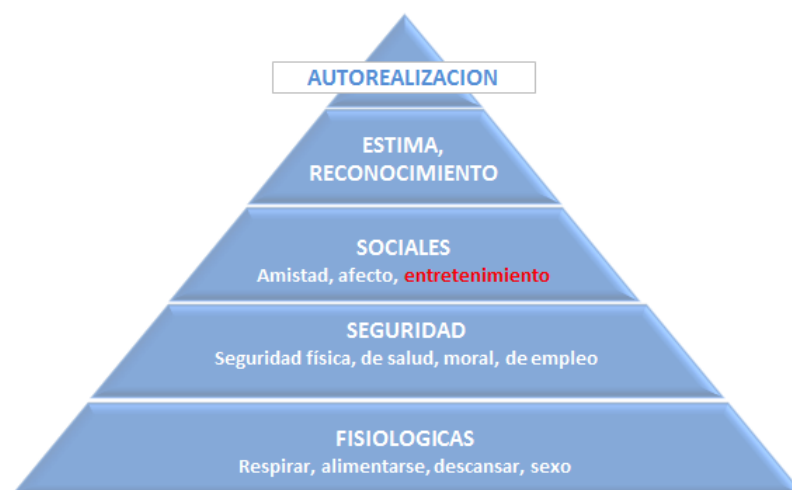 AUTOREALIZACION
ESTIMA,
RECONOCIMIENTO
SOCIALES
Amistad, afecto, entretenimiento
SEGURIDAD
Seguridad física, de salud, moral, de empleo
FISIOLOGICAS
Respirar, alimentarse, descansar, sexo